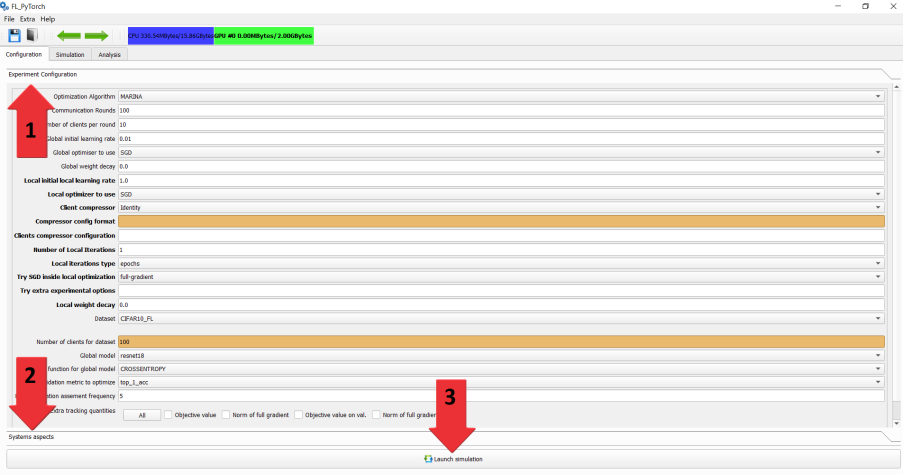 FL_PyTorch
File Extra Help
CPU 336.54MBytes/15.86GBytes GPU #0 0.00MBytes/2.00GBytes
Configuration Simulation Analysis
Experiment Configuration
Optimization Algorithm MARINA
Communication Rounds 100
mber of clients per round 10
Global initial learning rate 0.01
Global optimiser to use SGD
Global weight decay 0.0
Local initial local learning rate 1.0
Local optimizer to use SGD
Client compressor Identity
Compressor config format
Clients compressor configuration
Number of Local Iterations 1
Local iterations type epochs
Try SGD inside local optimization full-gradient
Try extra experimental options
Local weight decay 0.0
Dataset CIFAR10_FL
Number of clients for dataset 100
Global model resnet18
function for global model CROSSENTROPY
dation metric to optimize top_1_acc
tion assement frequency 5
xtra tracking quantities All Objective value Norm of full gradient Objective value on val. Norm of full gradie
Systems aspects
Launch simulation
1
2
3